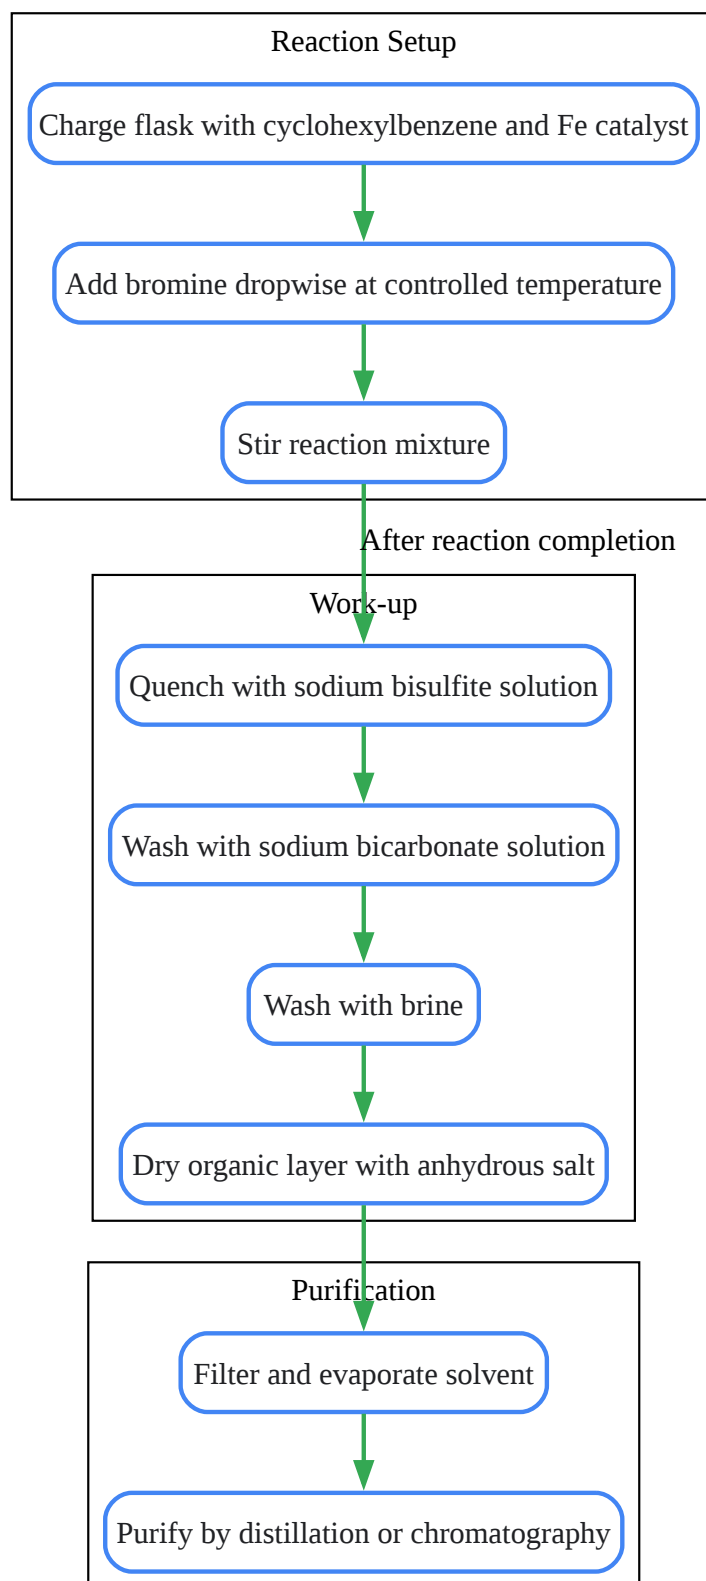 Reaction Setup
Charge flask with cyclohexylbenzene and Fe catalyst
Add bromine dropwise at controlled temperature
Stir reaction mixture
After reaction completion
Work-up
Quench with sodium bisulfite solution
Wash with sodium bicarbonate solution
Wash with brine
Dry organic layer with anhydrous salt
Purification
Filter and evaporate solvent
Purify by distillation or chromatography